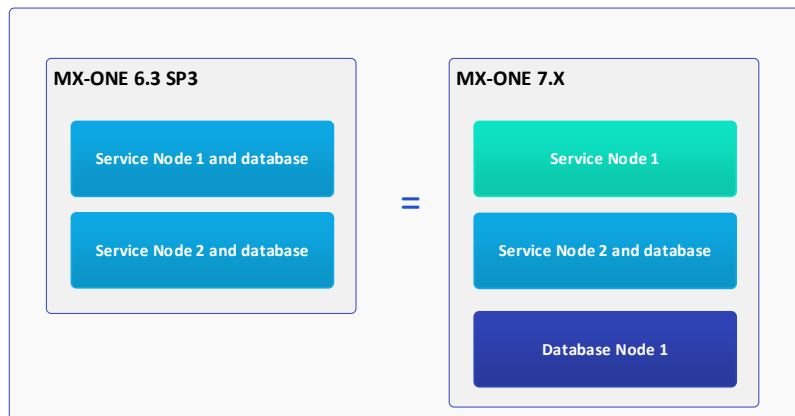 MX-ONE 6.3 SP3
Service Node 1 and database
Service Node 2 and database
=
MX-ONE 7.X
Service Node 1
Service Node 2 and database
Database Node 1